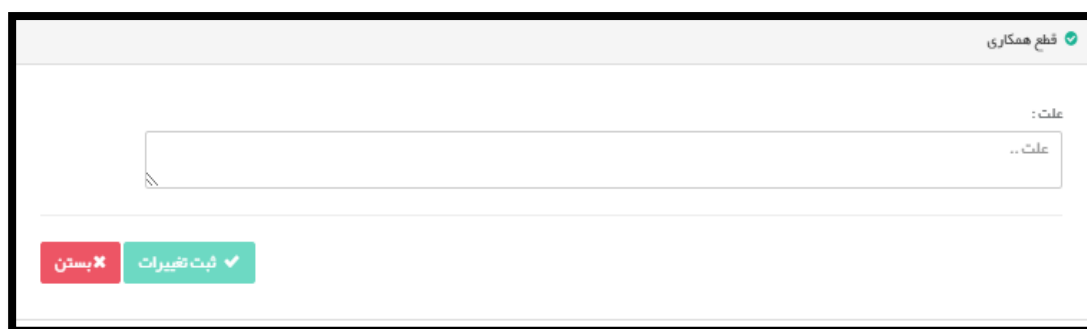 قطع همکاری
علت :
علت ..
ثبت تغییرات
بستن